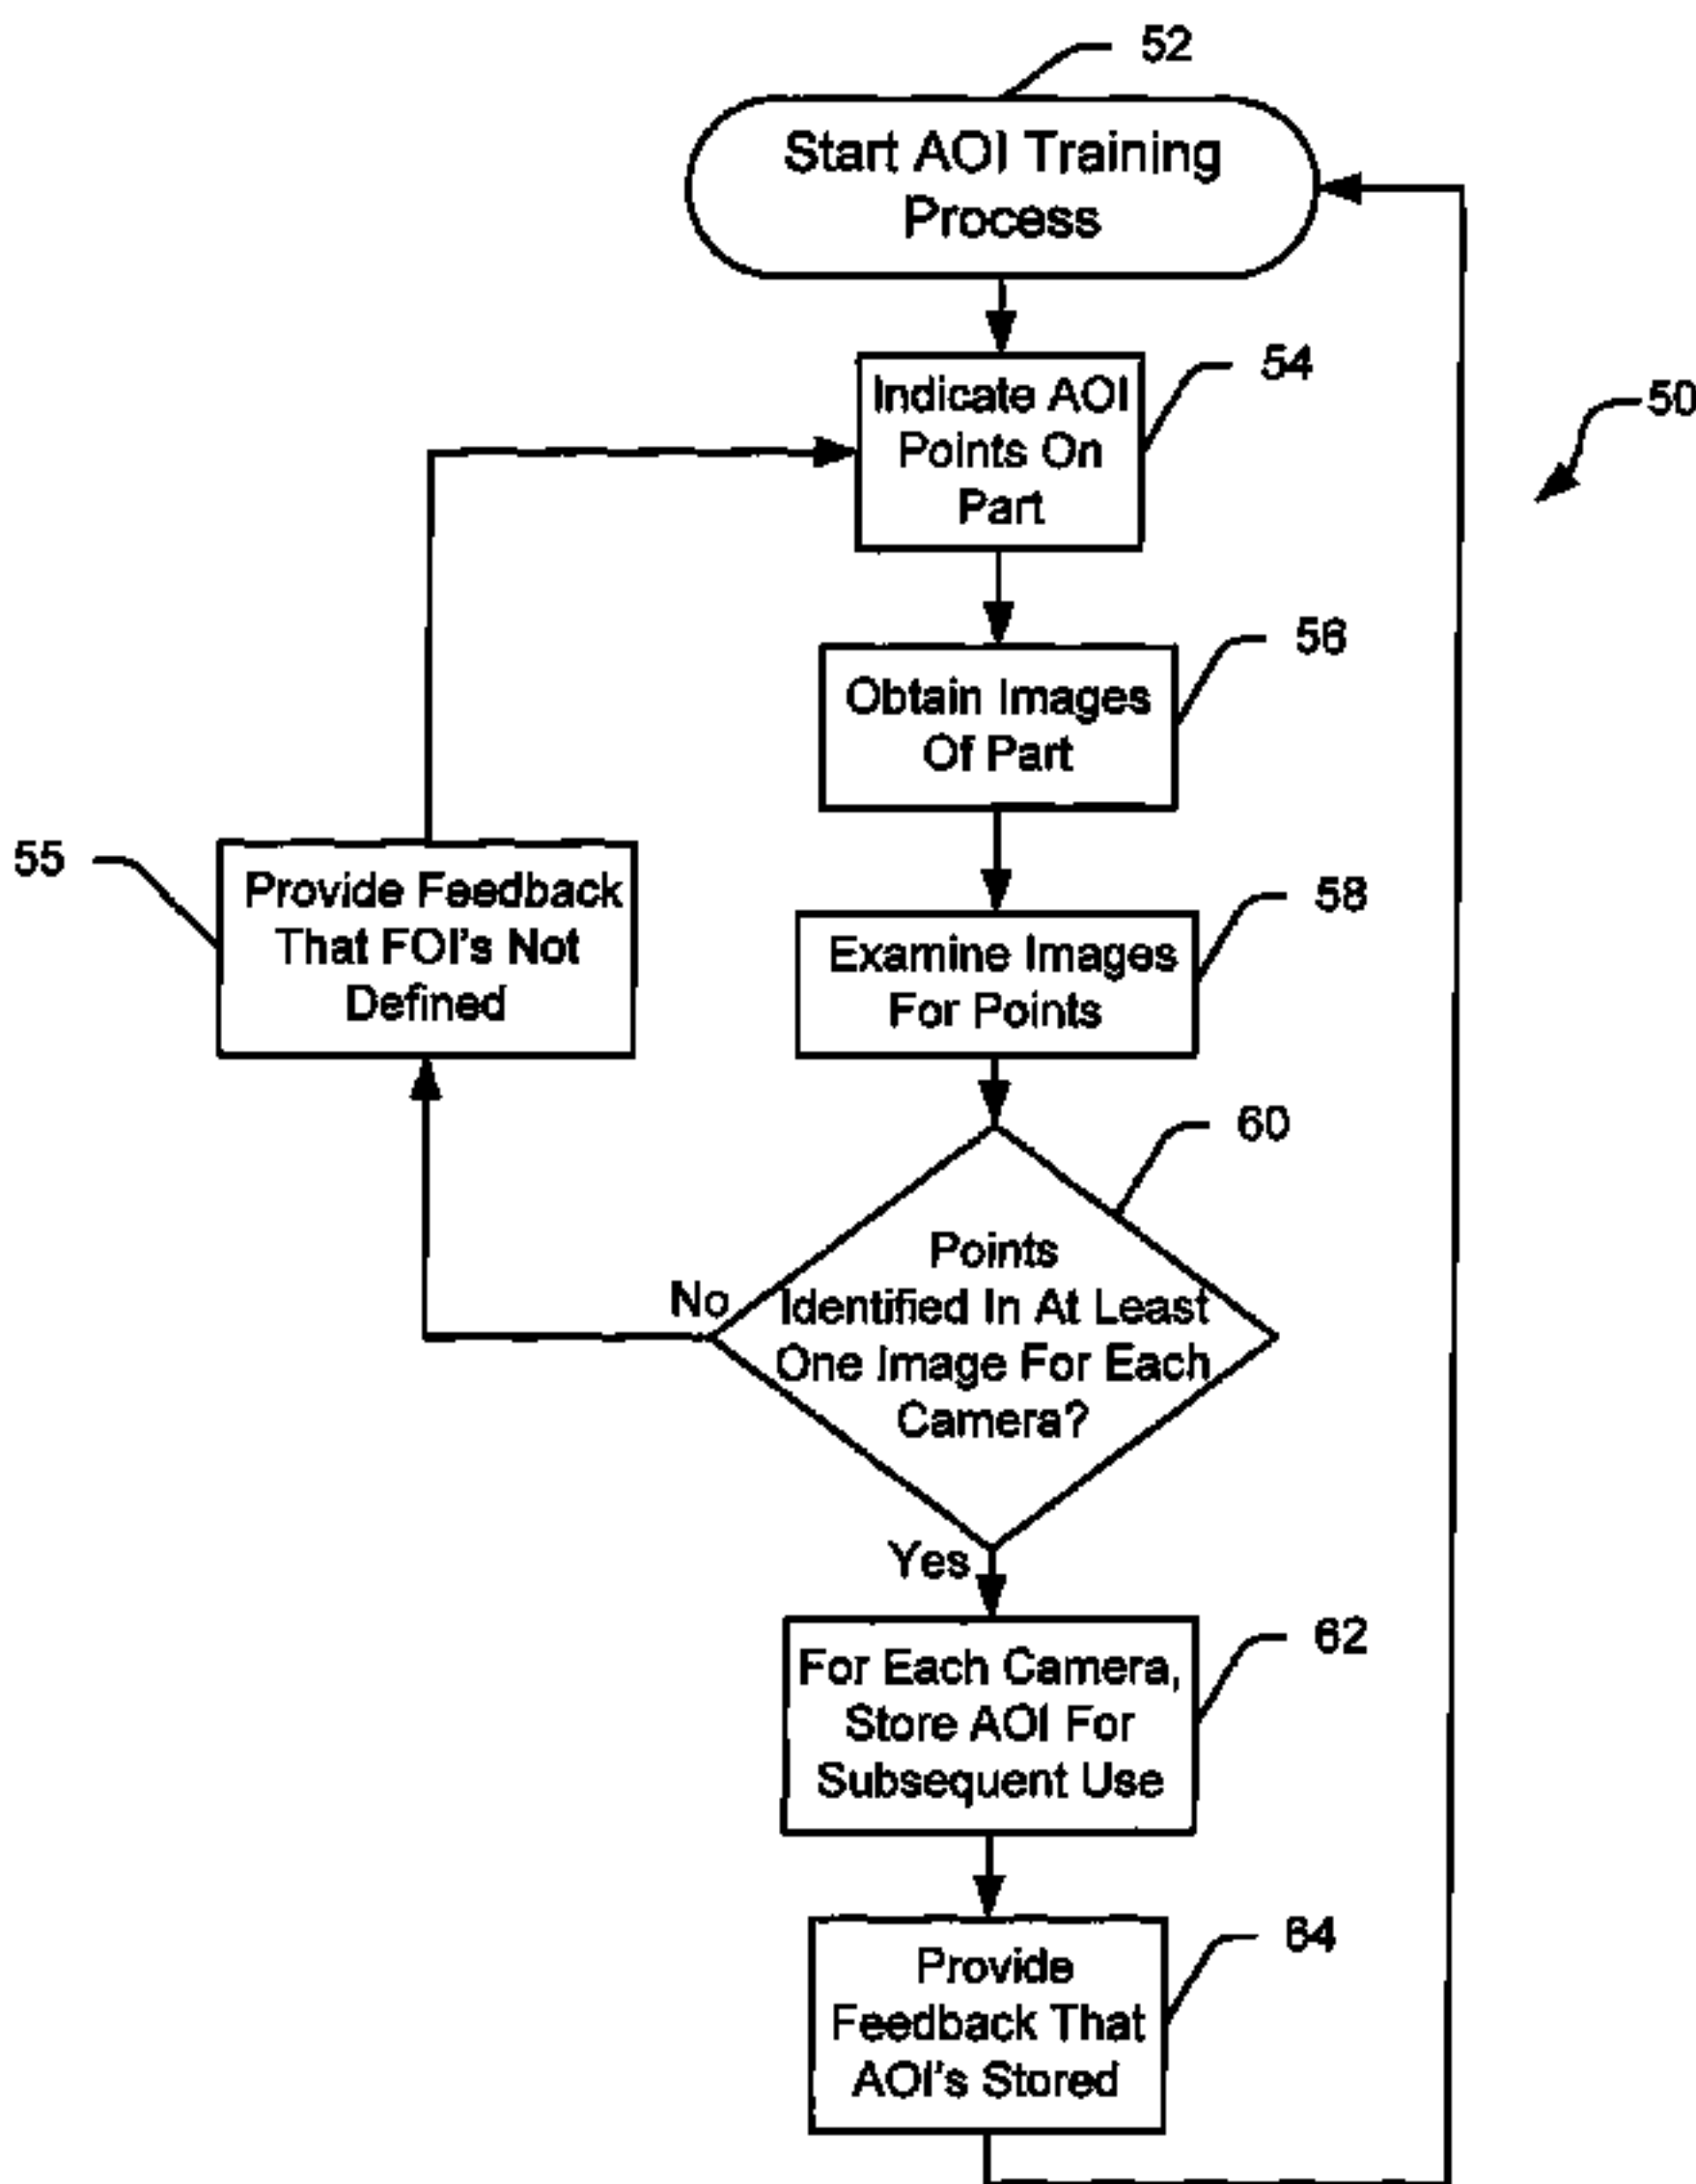 52
Start AOI Training
Process
54
Indicate AOI
Points On
Part
50
56
Obtain Images
Of Part
55
Provide Feedback
That FOI's Not
Defined
58
Examine Images
For Points
60
Points
Identified In At Least
One Image For Each
Camera?
No
Yes
62
For Each Camera,
Store AOI For
Subsequent Use
64
Provide
Feedback That
AOI's Stored